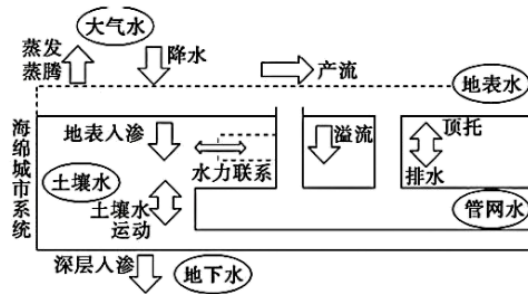 大气水
蒸发
蒸腾
降水
产流
地表水
海绵城市系统
地表入渗
溢流
顶托
水力联系
排水
土壤水
土壤水
运动
管网水
深层入渗
地下水